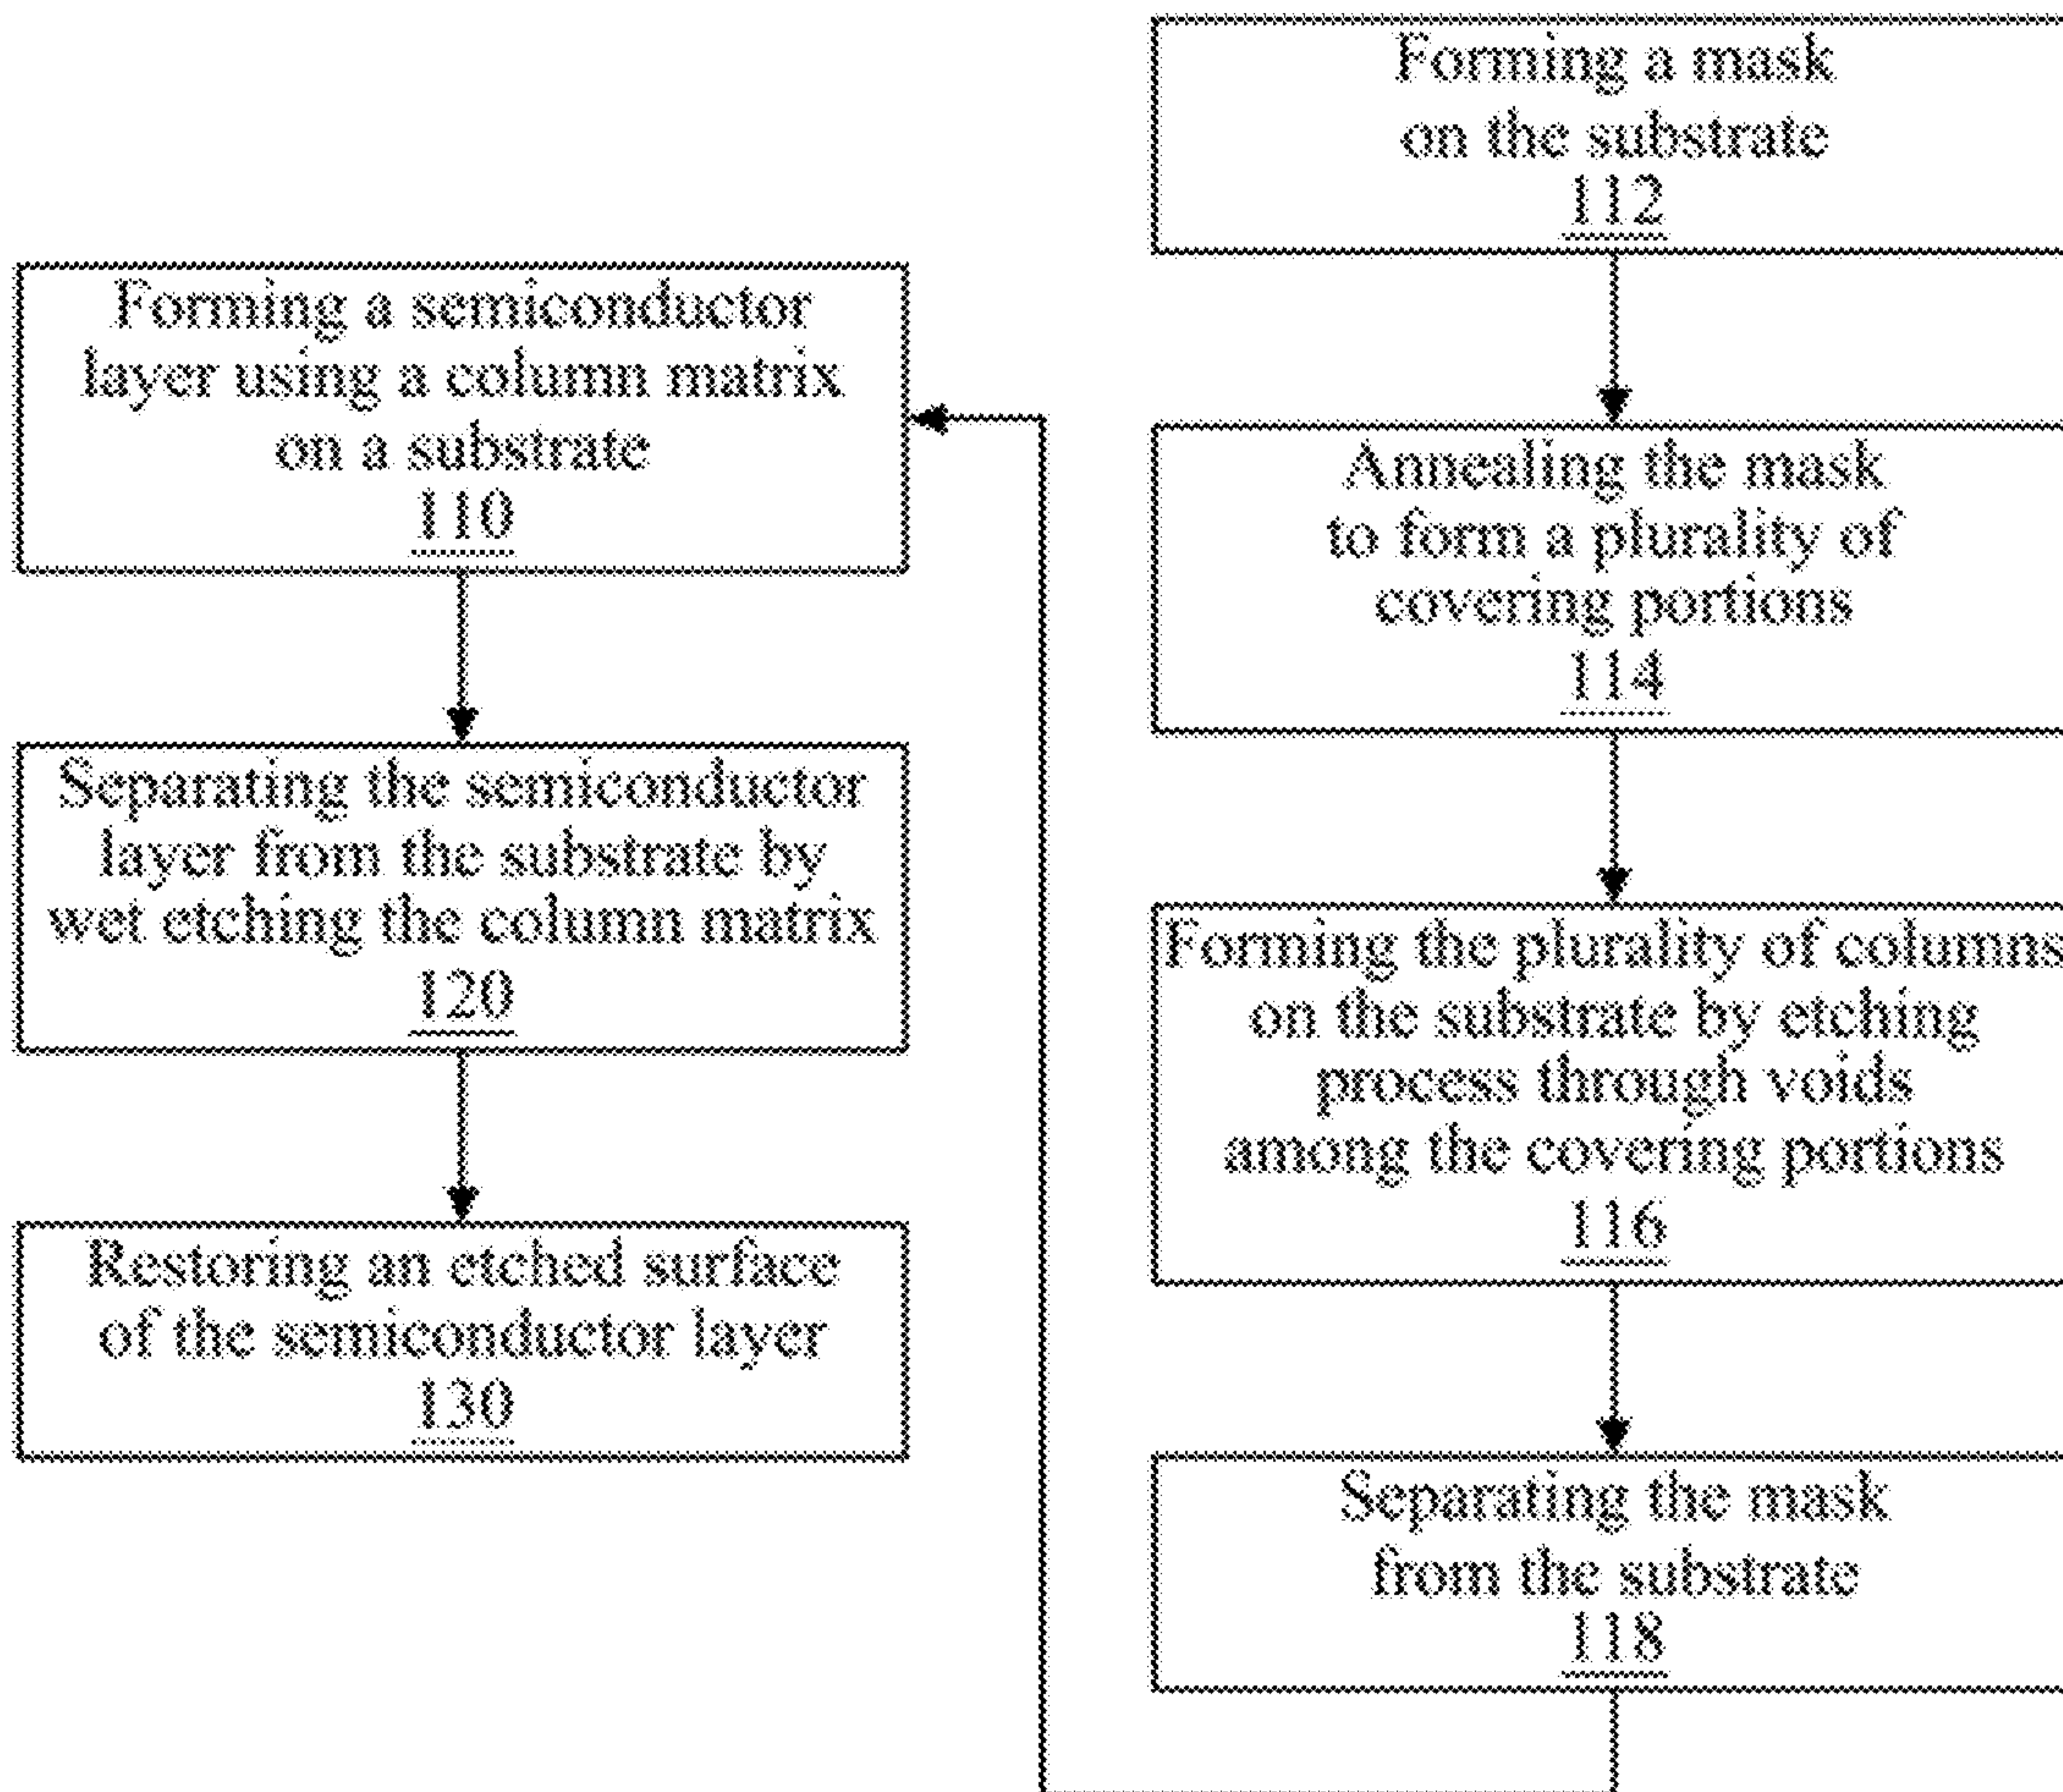 Forming a mask
on the substrate
112
Annealing the mask
to form a plurality of
covering portions
114
Forming the plurality of columns
on the substrate by etching
process through voids
among the covering portions
116
Separating the mask
from the substrate
118
Forming a semiconductor
layer using a column matrix
on a substrate
110
Separating the semiconductor
layer from the substrate by
wet etching the column matrix
120
Restoring an etched surface
of the semiconductor layer
130